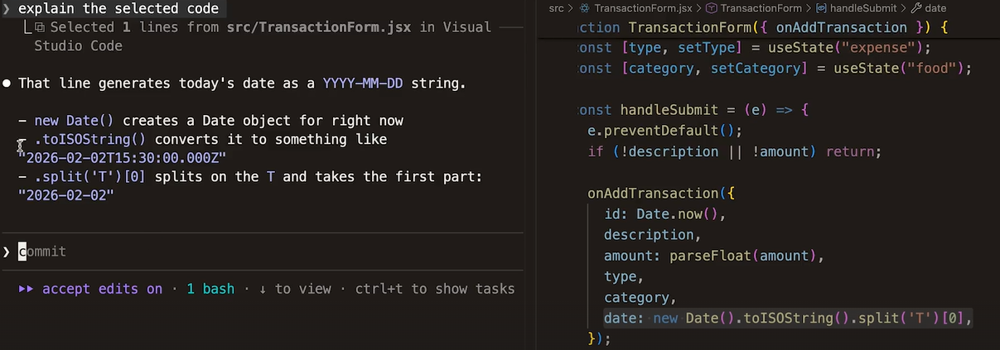 ❯ explain the selected code
⎿ ⧉ Selected 1 lines from src/TransactionForm.jsx in Visual
Studio Code
● That line generates today's date as a YYYY-MM-DD string.
- new Date() creates a Date object for right now
- .toISOString() converts it to something like
"2026-02-02T15:30:00.000Z"
- .split('T')[0] splits on the T and takes the first part:
"2026-02-02"
❯ commit
⏵⏵ accept edits on · 1 bash · ↓ to view · ctrl+t to show tasks
src > TransactionForm.jsx > TransactionForm > handleSubmit > date
ction TransactionForm({ onAddTransaction }) {
onst [type, setType] = useState("expense");
onst [category, setCategory] = useState("food");
onst handleSubmit = (e) => {
e.preventDefault();
if (!description || !amount) return;
onAddTransaction({
id: Date.now(),
description,
amount: parseFloat(amount),
type,
category,
date: new Date().toISOString().split('T')[0],
});